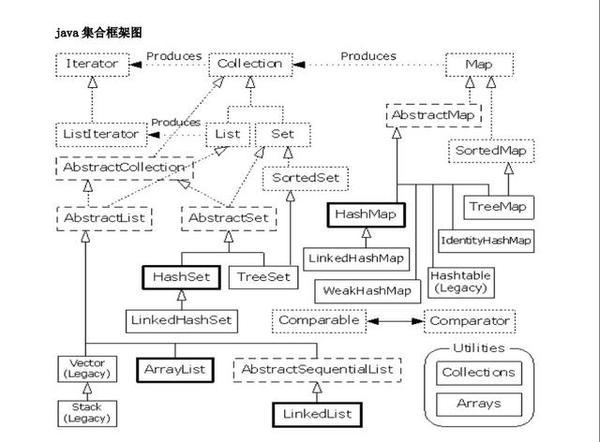 java 集合框架图
Iterator
Produces
Collection
Produces
Map
ListIterator
Produces
List
Set
AbstractMap
AbstractCollection
SortedSet
SortedMap
AbstractList
AbstractSet
HashMap
TreeMap
IdentityHashMap
LinkedHashMap
HashSet
TreeSet
WeakHashMap
Hashtable
(Legacy)
LinkedHashSet
Comparable
Comparator
Utilities
Vector
(Legacy)
ArrayList
AbstractSequentialList
Collections
Stack
(Legacy)
LinkedList
Arrays